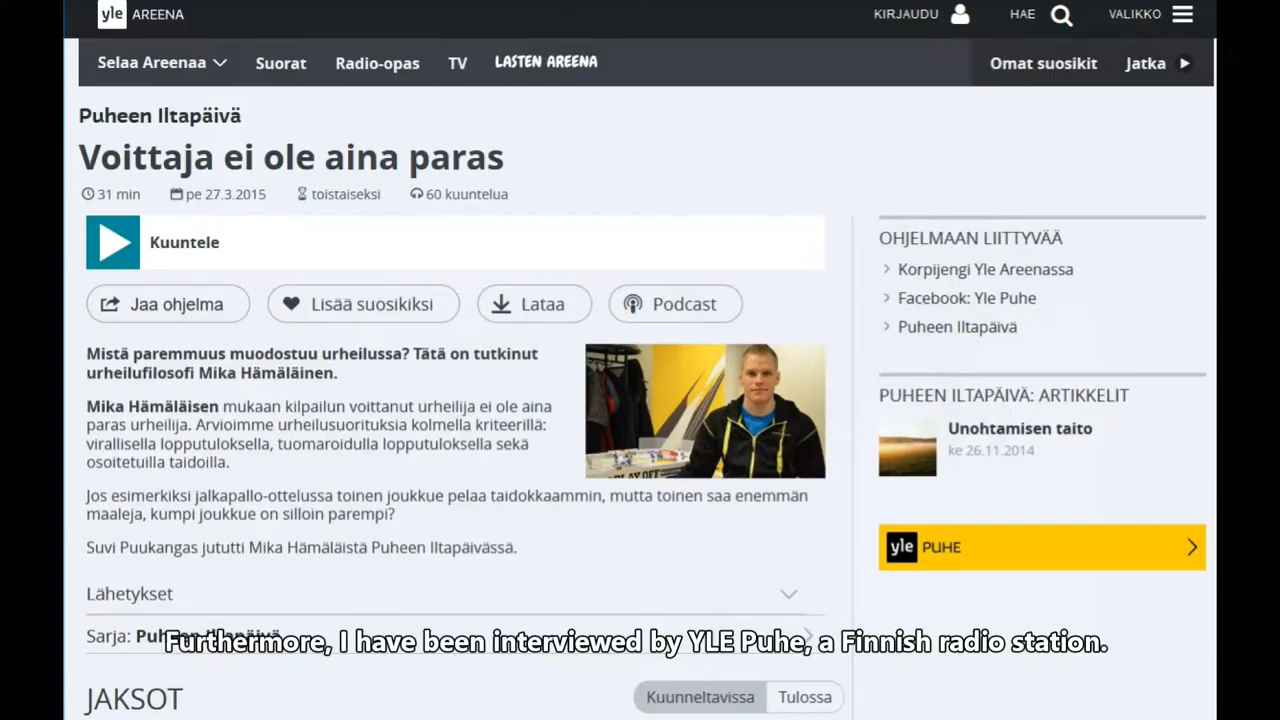 yle AREENA
KIRJAUDU
HAE
VALIKKO
Selaa Areenaa
Suorat
Radio-opas
TV
LASTEN AREENA
Omat suosikit
Jatka
Puheen Iltapäivä
Voittaja ei ole aina paras
31 min
pe 27.3.2015
toistaiseksi
60 kuuntelua
Kuuntele
Jaa ohjelma
Lisää suosikiksi
Lataa
Podcast
Mistä paremmuus muodostuu urheilussa? Tätä on tutkinut
urheilufilosofi Mika Hämäläinen.
Mika Hämäläisen mukaan kilpailun voittanut urheilija ei ole aina
paras urheilija. Arvioimme urheilusuorituksia kolmella kriteerillä:
virallisella lopputuloksella, tuomaroidulla lopputuloksella sekä
osoitetuilla taidoilla.
PLAY OFF
Jos esimerkiksi jalkapallo-ottelussa toinen joukkue pelaa taidokkaammin, mutta toinen saa enemmän
maaleja, kumpi joukkue on silloin parempi?
Suvi Puukangas jututti Mika Hämäläistä Puheen Iltapäivässä.
Lähetykset
Sarja: Puheen Iltapäivä
Furthermore, I have been interviewed by YLE Puhe, a Finnish radio station.
JAKSOT
Kuunneltavissa
Tulossa
OHJELMAAN LIITTYVÄÄ
Korpijengi Yle Areenassa
Facebook: Yle Puhe
Puheen Iltapäivä
PUHEEN ILTAPÄIVÄ: ARTIKKELIT
Unohtamisen taito
ke 26.11.2014
yle PUHE